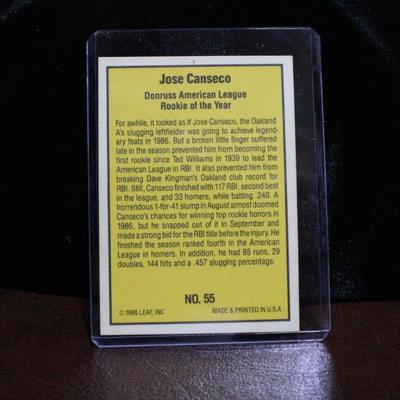 Jose Canseco
Donruss American League
Rookie of the Year
For awhile, it looked as if Jose Canseco, the Oakland
A's slugging leftfielder was going to achieve legend-
ary feats in 1986. But a broken little finger suffered
late in the season prevented him from becoming the
first rookie since Ted Williams in 1939 to lead the
American League in RBI. It also prevented him from
breaking Dave Kingman's Oakland club record for
RBI. Still, Canseco finished with 117 RBI, second best
in the league, and 33 homers, while batting .240. A
horrendous 1-for-41 slump in August almost doomed
Canseco's chances for winning top rookie honors in
1986, but he snapped out of it in September and
made a strong bid for the RBI title before the injury. He
finished the season ranked fourth in the American
League in homers. In addition, he had 85 runs, 29
doubles, 144 hits and a .457 slugging percentage.
NO. 55
© 1986 LEAF, INC MADE & PRINTED IN U.S.A.